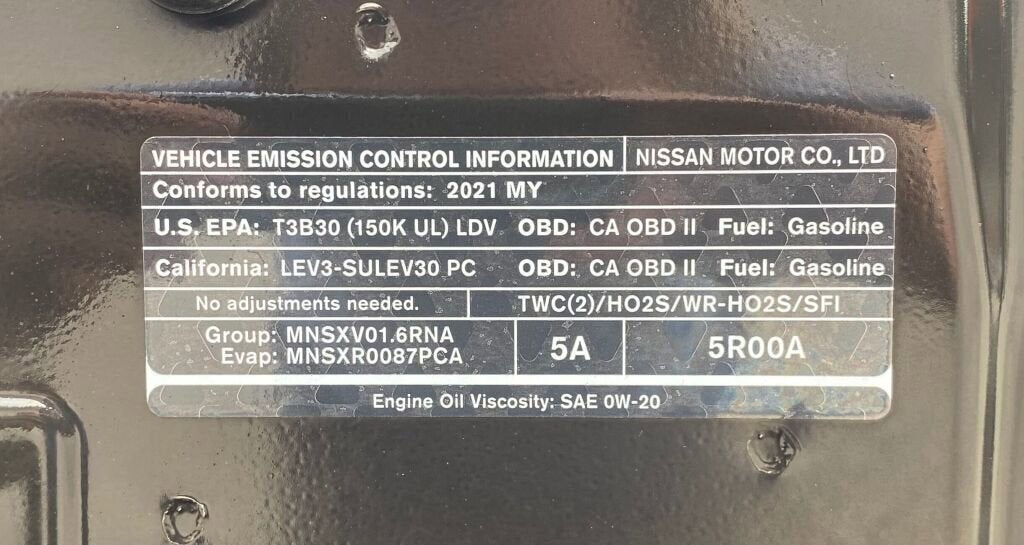 VEHICLE EMISSION CONTROL INFORMATION NISSAN MOTOR CO., LTD
Conforms to regulations: 2021 MY
U.S. EPA: T3B30 (150K UL) LDV OBD: CA OBD II Fuel: Gasoline
California: LEV3-SULEV30 PC OBD: CA OBD II Fuel: Gasoline
No adjustments needed. TWC(2)/HO2S/WR-HO2S/SFI
Group: MNSXV01.6RNA
Evap: MNSXR0087PCA
5A 5R00A
Engine Oil Viscosity: SAE 0W-20